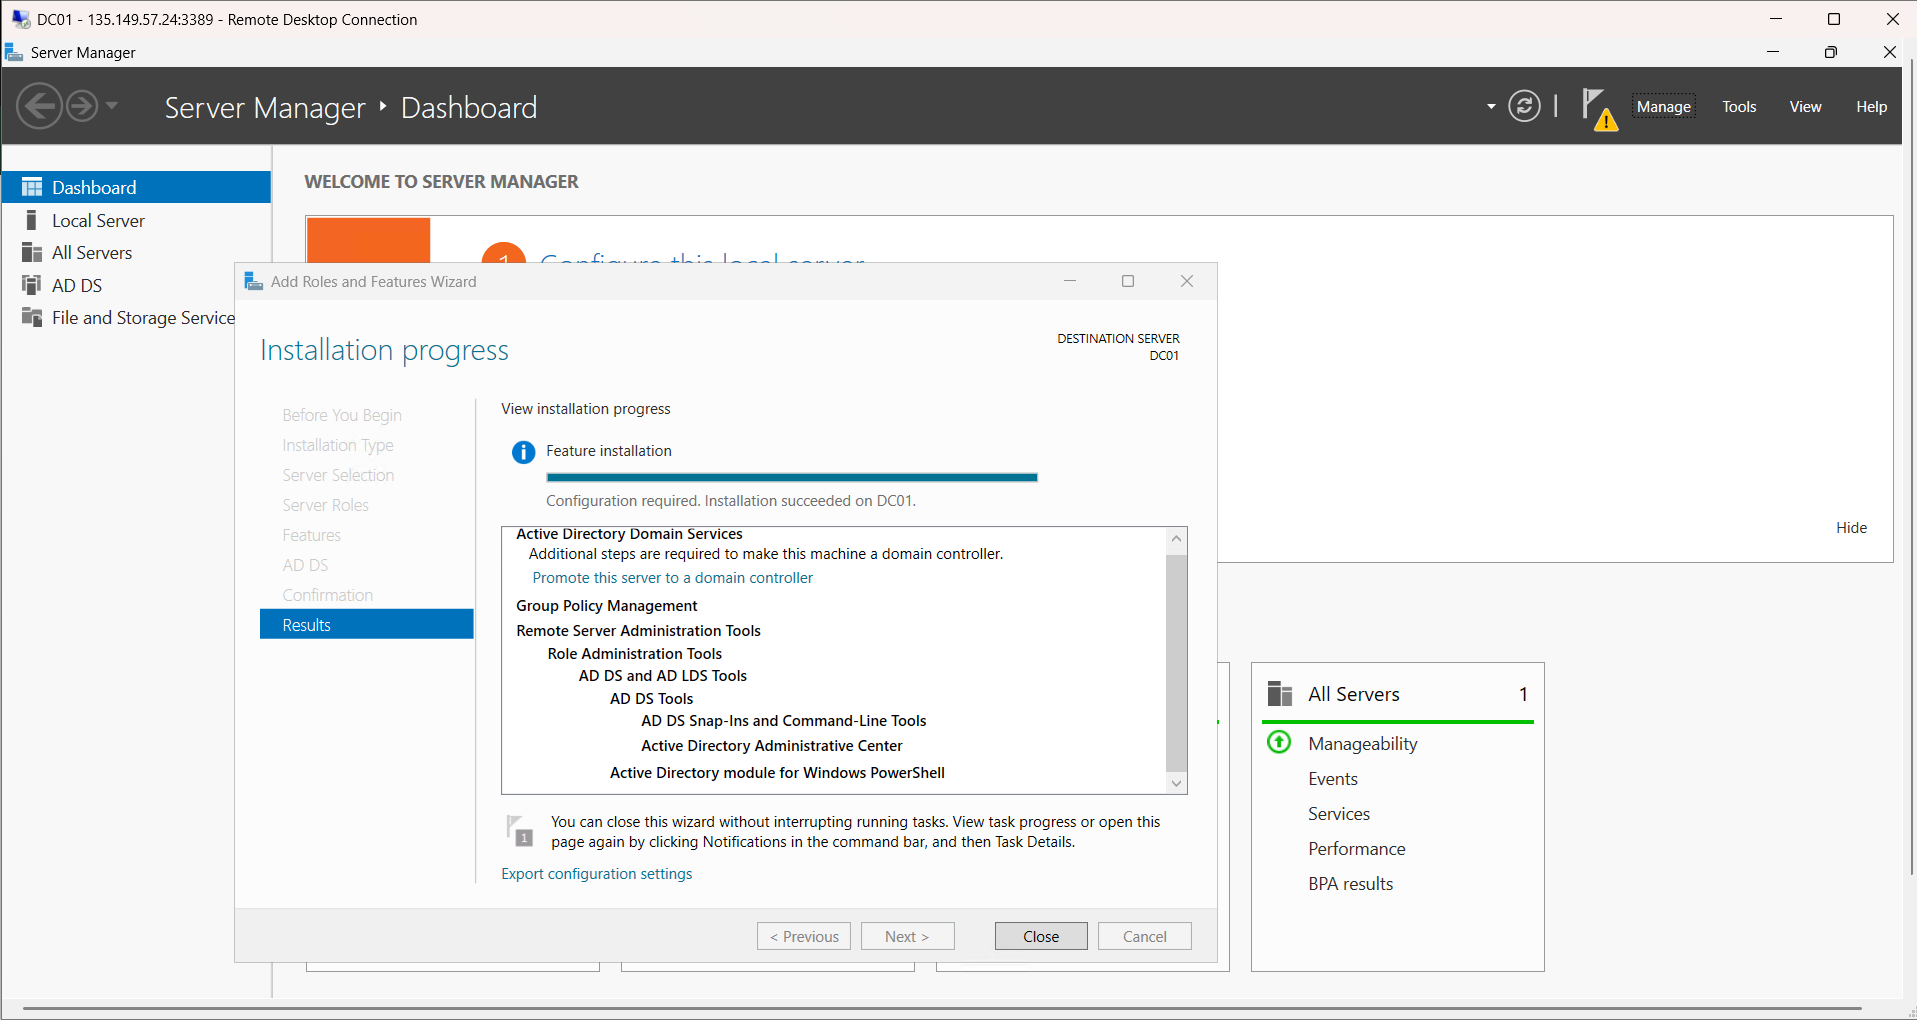 DC01 - 135.149.57.24:3389 - Remote Desktop Connection
Server Manager
Server Manager ‣ Dashboard
Manage
Tools
View
Help
Dashboard
Local Server
All Servers
AD DS
File and Storage Service
WELCOME TO SERVER MANAGER
1 Configure this local server
Hide
Add Roles and Features Wizard
Installation progress
DESTINATION SERVER
DC01
Before You Begin
Installation Type
Server Selection
Server Roles
Features
AD DS
Confirmation
Results
View installation progress
Feature installation
Configuration required. Installation succeeded on DC01.
Active Directory Domain Services
Additional steps are required to make this machine a domain controller.
Promote this server to a domain controller
Group Policy Management
Remote Server Administration Tools
Role Administration Tools
AD DS and AD LDS Tools
AD DS Tools
AD DS Snap-Ins and Command-Line Tools
Active Directory Administrative Center
Active Directory module for Windows PowerShell
1
You can close this wizard without interrupting running tasks. View task progress or open this
page again by clicking Notifications in the command bar, and then Task Details.
Export configuration settings
< Previous
Next >
Close
Cancel
All Servers 1
Manageability
Events
Services
Performance
BPA results